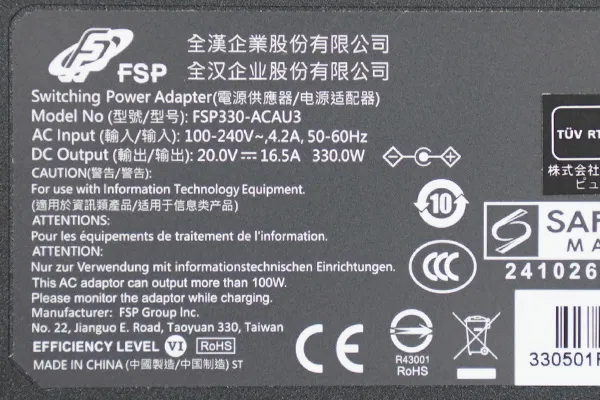 FSP
全漢企業股份有限公司
全汉企业股份有限公司
Switching Power Adapter(電源供應器/电源适配器)
Model No (型號/型号): FSP330-ACAU3
AC Input (輸入/输入): 100-240V~,4.2A, 50-60Hz
DC Output (輸出/输出): 20.0V⎓16.5A 330.0W
CAUTION(警告/警告):
For use with Information Technology Equipment.
(適用於資訊類產品/适用于信息类产品)
ATTENTIONS:
Pour les équipements de traitement de l'information.
ATTENTION:
Nur zur Verwendung mit informationstechnischen Einrichtungen.
This AC adaptor can output more than 100W.
Please monitor the adaptor while charging.
Manufacturer: FSP Group Inc.
No. 22, Jianguo E. Road, Taoyuan 330, Taiwan
EFFICIENCY LEVEL VI RoHS
MADE IN CHINA (中國製造/中国制造) ST
10
CCC
CE
R43001
RoHS
TÜV R
株式会社
ピュ
SAF
MA
241026
330501F